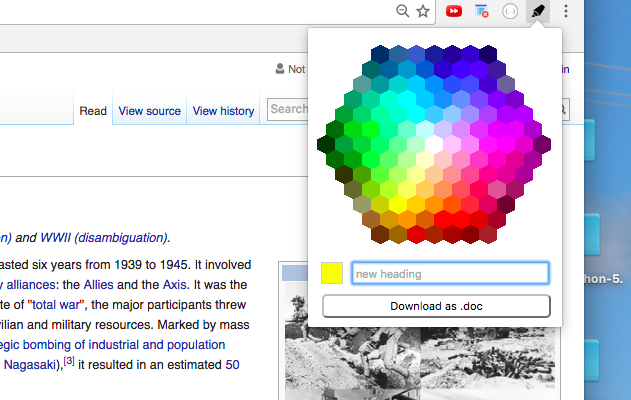 Not
in
Read
View source
View history
Search
n) and WWII (disambiguation).
asted six years from 1939 to 1945. It involved
y alliances: the Allies and the Axis. It was the
te of "total war", the major participants threw
vilian and military resources. Marked by mass
egic bombing of industrial and population
Nagasaki),[3] it resulted in an estimated 50
new heading
Download as .doc
hon-5.